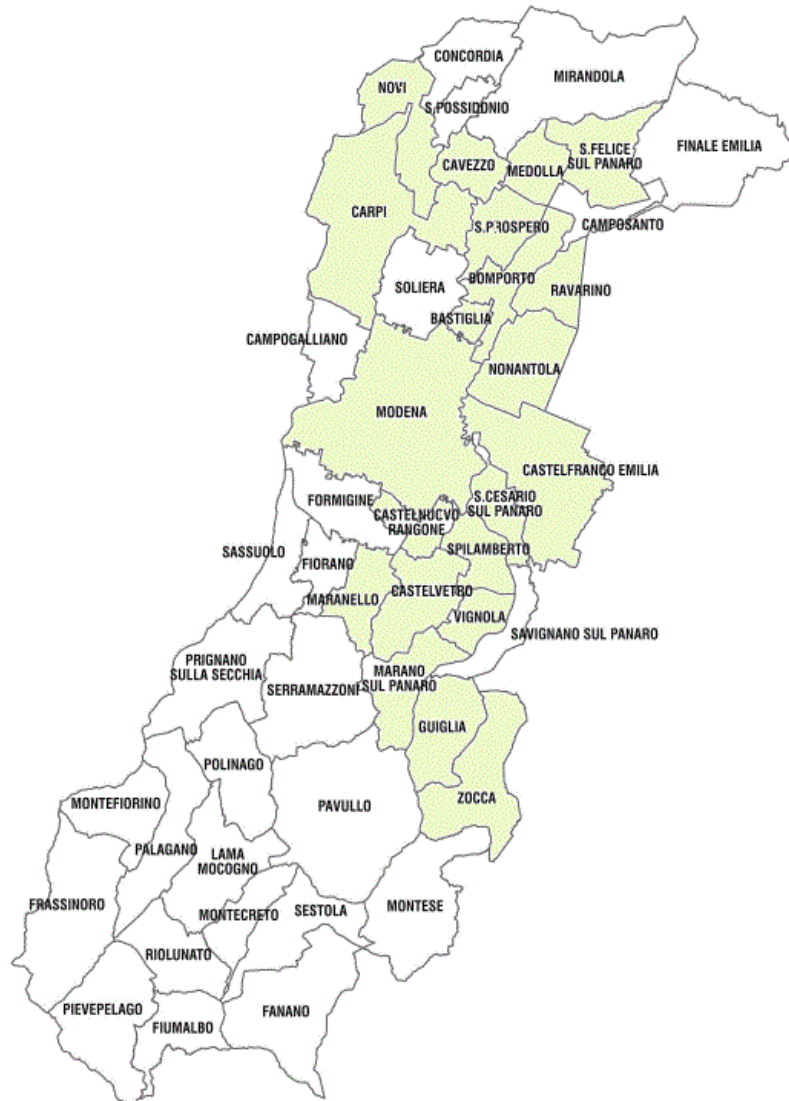 CONCORDIA
MIRANDOLA
NOVI
S.POSSIDONIO
FINALE EMILIA
S.FELICE
SUL PANARO
CAVEZZO
MEDOLLA
CARPI
S.PROSPERO
CAMPOSANTO
BOMPORTO
SOLIERA
RAVARINO
BASTIGLIA
CAMPOGALLIANO
NONANTOLA
MODENA
CASTELFRANCO EMILIA
FORMIGINE
S.CESARIO
SUL PANARO
CASTELNUOVO
RANGONE
SASSUOLO
SPILAMBERTO
FIORANO
MARANELLO
CASTELVETRO
VIGNOLA
SAVIGNANO SUL PANARO
PRIGNANO
SULLA SECCHIA
MARANO
SUL PANARO
SERRAMAZZONI
GUIGLIA
POLINAGO
MONTEFIORINO
PAVULLO
ZOCCA
PALAGANO
LAMA
MOCOGNO
FRASSINORO
MONTECRETO
SESTOLA
MONTESE
RIOLUNATO
PIEVEPELAGO
FIUMALBO
FANANO